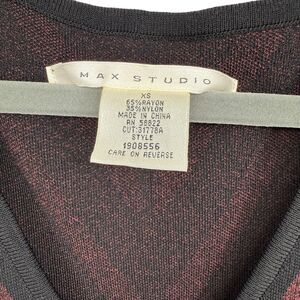 MAX STUDIO
XS
65%RAYON
35%NYLON
MADE IN CHINA
RN 58822
CUT:31778A
STYLE
1908556
CARE ON REVERSE